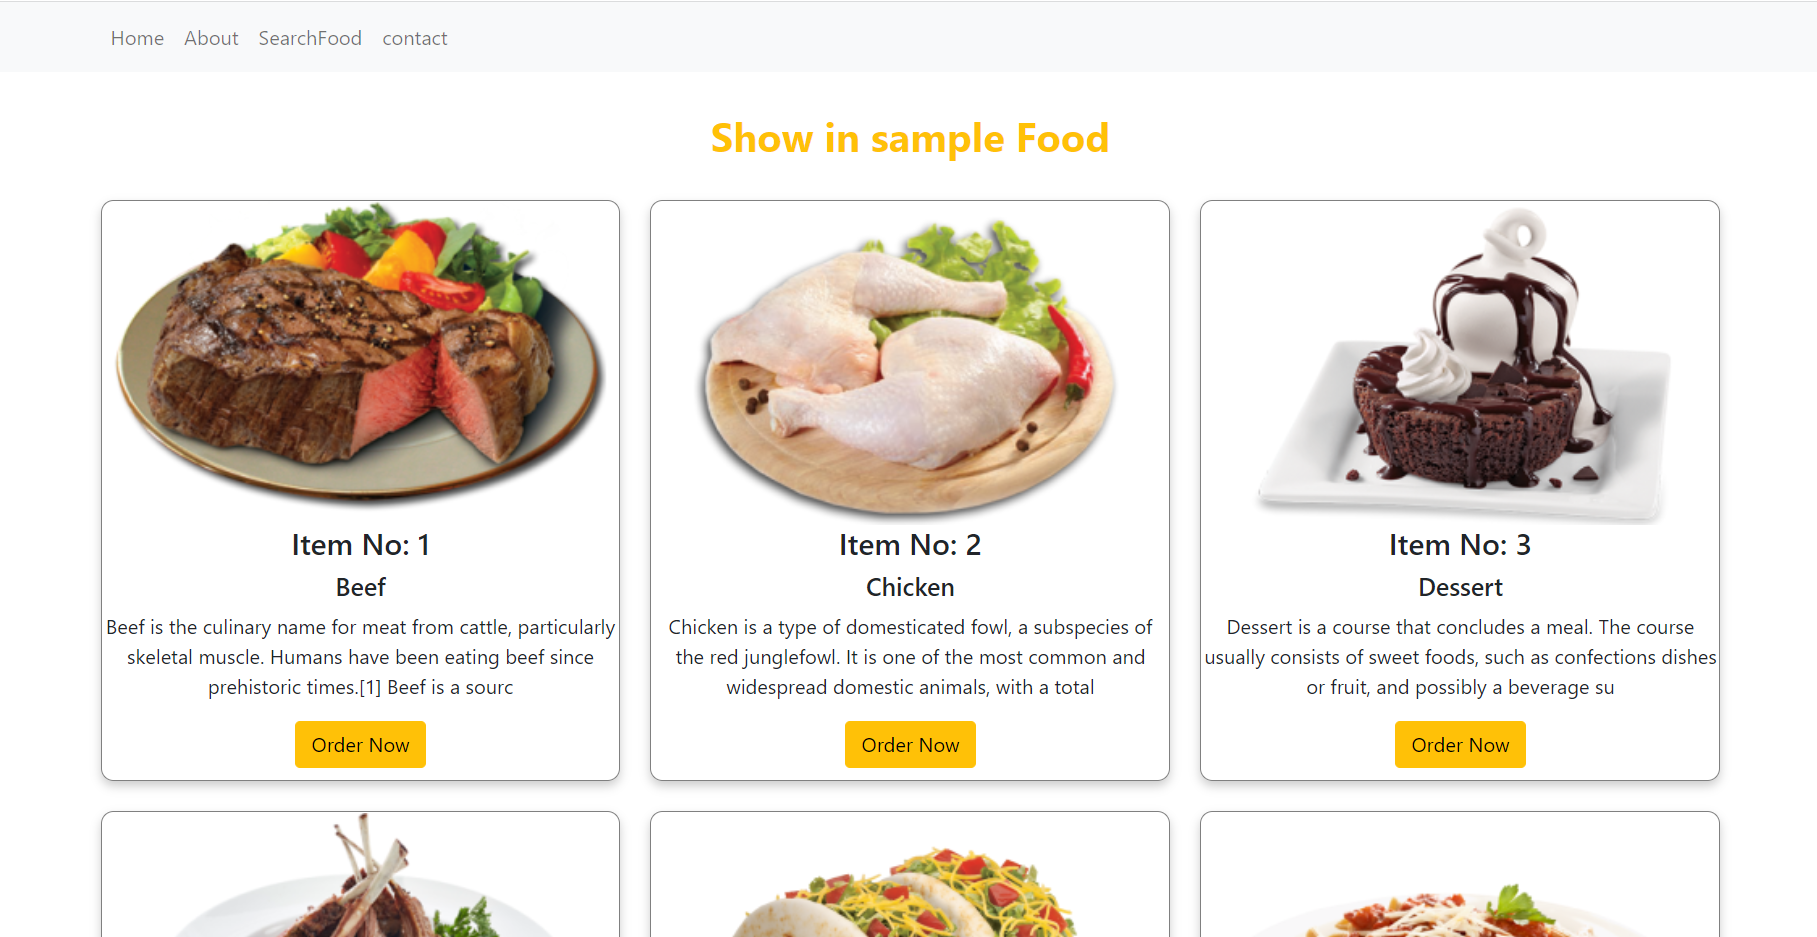 Home About SearchFood contact
Show in sample Food
Item No: 1
Beef
Beef is the culinary name for meat from cattle, particularly
skeletal muscle. Humans have been eating beef since
prehistoric times.[1] Beef is a sourc
Order Now
Item No: 2
Chicken
Chicken is a type of domesticated fowl, a subspecies of
the red junglefowl. It is one of the most common and
widespread domestic animals, with a total
Order Now
Item No: 3
Dessert
Dessert is a course that concludes a meal. The course
usually consists of sweet foods, such as confections dishes
or fruit, and possibly a beverage su
Order Now